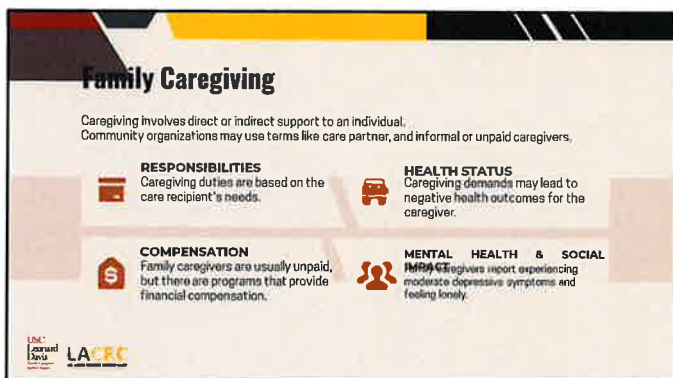 Family Caregiving
Caregiving involves direct or indirect support to an individual.
Community organizations may use terms like care partner, and informal or unpaid caregivers.
RESPONSIBILITIES
Caregiving duties are based on the
care recipient's needs.
HEALTH STATUS
Caregiving demands may lead to
negative health outcomes for the
caregiver.
COMPENSATION
Family caregivers are usually unpaid,
but there are programs that provide
financial compensation.
MENTAL HEALTH & SOCIAL
IMPACT
Family caregivers report experiencing
moderate depressive symptoms and
feeling lonely.
$
USC
Leonard
Davis
LACRC